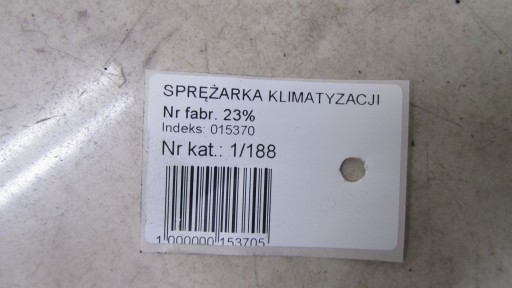 SPRĘŻARKA KLIMATYZACJI
Nr fabr. 23%
Indeks: 015370
Nr kat.: 1/188
1 000000 153705